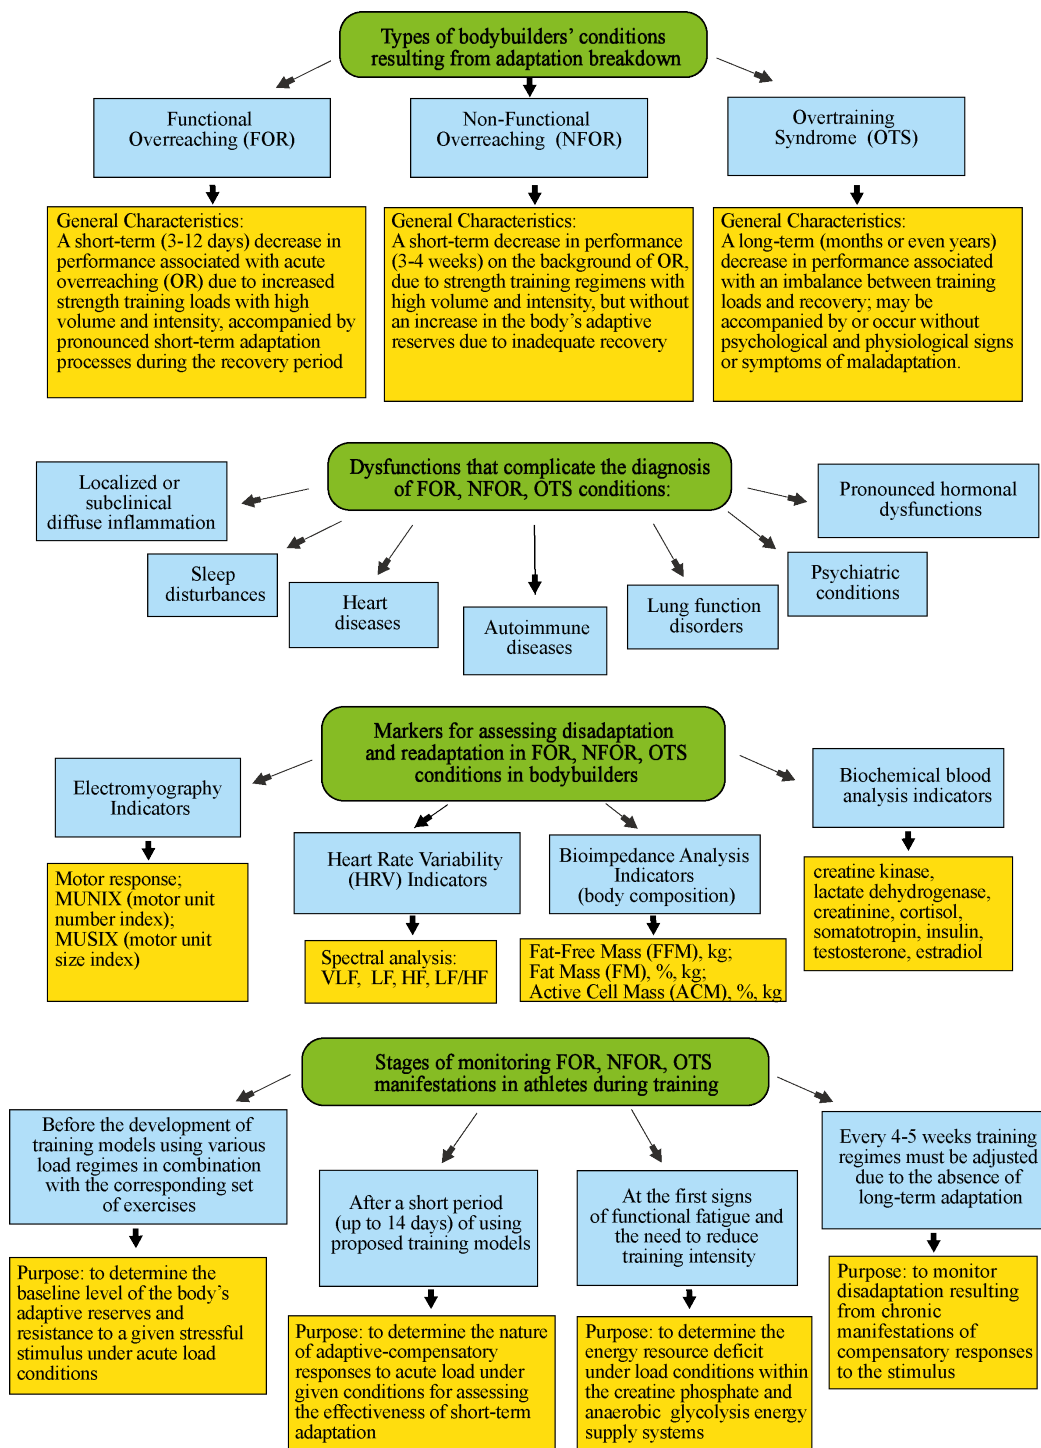 Types of bodybuilders’ conditions
resulting from adaptation breakdown
Functional
Overreaching (FOR)
Non-Functional
Overreaching (NFOR)
Overtraining
Syndrome (OTS)
General Characteristics:
A short-term (3-12 days) decrease in
performance associated with acute
overreaching (OR) due to increased
strength training loads with high
volume and intensity, accompanied by
pronounced short-term adaptation
processes during the recovery period
General Characteristics:
A short-term decrease in performance
(3-4 weeks) on the background of OR,
due to strength training regimens with
high volume and intensity, but without
an increase in the body’s adaptive
reserves due to inadequate recovery
General Characteristics:
A long-term (months or even years)
decrease in performance associated
with an imbalance between training
loads and recovery; may be
accompanied by or occur without
psychological and physiological signs
or symptoms of maladaptation.
Dysfunctions that complicate the diagnosis
of FOR, NFOR, OTS conditions:
Localized or
subclinical
diffuse inflammation
Sleep
disturbances
Heart
diseases
Autoimmune
diseases
Lung function
disorders
Psychiatric
conditions
Pronounced hormonal
dysfunctions
Markers for assessing disadaptation
and readaptation in FOR, NFOR, OTS
conditions in bodybuilders
Electromyography
Indicators
Heart Rate Variability
(HRV) Indicators
Bioimpedance Analysis
Indicators
(body composition)
Biochemical blood
analysis indicators
Motor response;
MUNIX (motor unit
number index);
MUSIX (motor unit
size index)
Spectral analysis:
VLF, LF, HF, LF/HF
Fat-Free Mass (FFM), kg;
Fat Mass (FM), %, kg;
Active Cell Mass (ACM), %, kg
creatine kinase,
lactate dehydrogenase,
creatinine, cortisol,
somatotropin, insulin,
testosterone, estradiol
Stages of monitoring FOR, NFOR, OTS
manifestations in athletes during training
Before the development of
training models using various
load regimes in combination
with the corresponding set
of exercises
After a short period
(up to 14 days) of using
proposed training models
At the first signs
of functional fatigue and
the need to reduce
training intensity
Every 4-5 weeks training
regimes must be adjusted
due to the absence of
long-term adaptation
Purpose: to determine the
baseline level of the body’s
adaptive reserves and
resistance to a given stressful
stimulus under acute load
conditions
Purpose: to determine the nature
of adaptive-compensatory
responses to acute load under
given conditions for assessing
the effectiveness of short-term
adaptation
Purpose: to determine the
energy resource deficit
under load conditions within
the creatine phosphate and
anaerobic glycolysis energy
supply systems
Purpose: to monitor
disadaptation resulting
from chronic
manifestations of
compensatory responses
to the stimulus